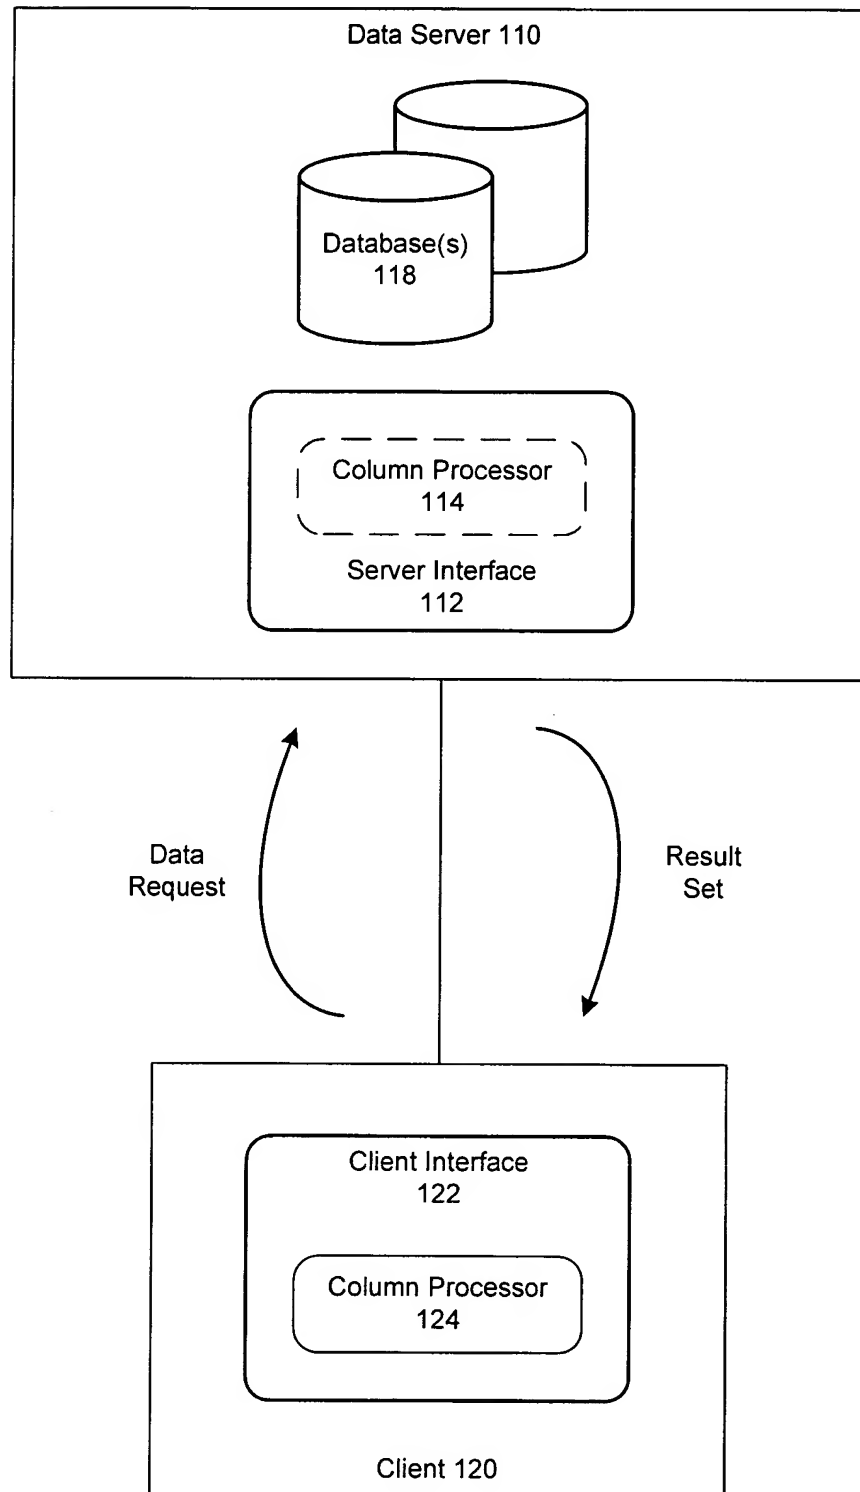 Data Server 110
Database(s)
118
Column Processor
114
Server Interface
112
Data
Request
Result
Set
Client Interface
122
Column Processor
124
Client 120